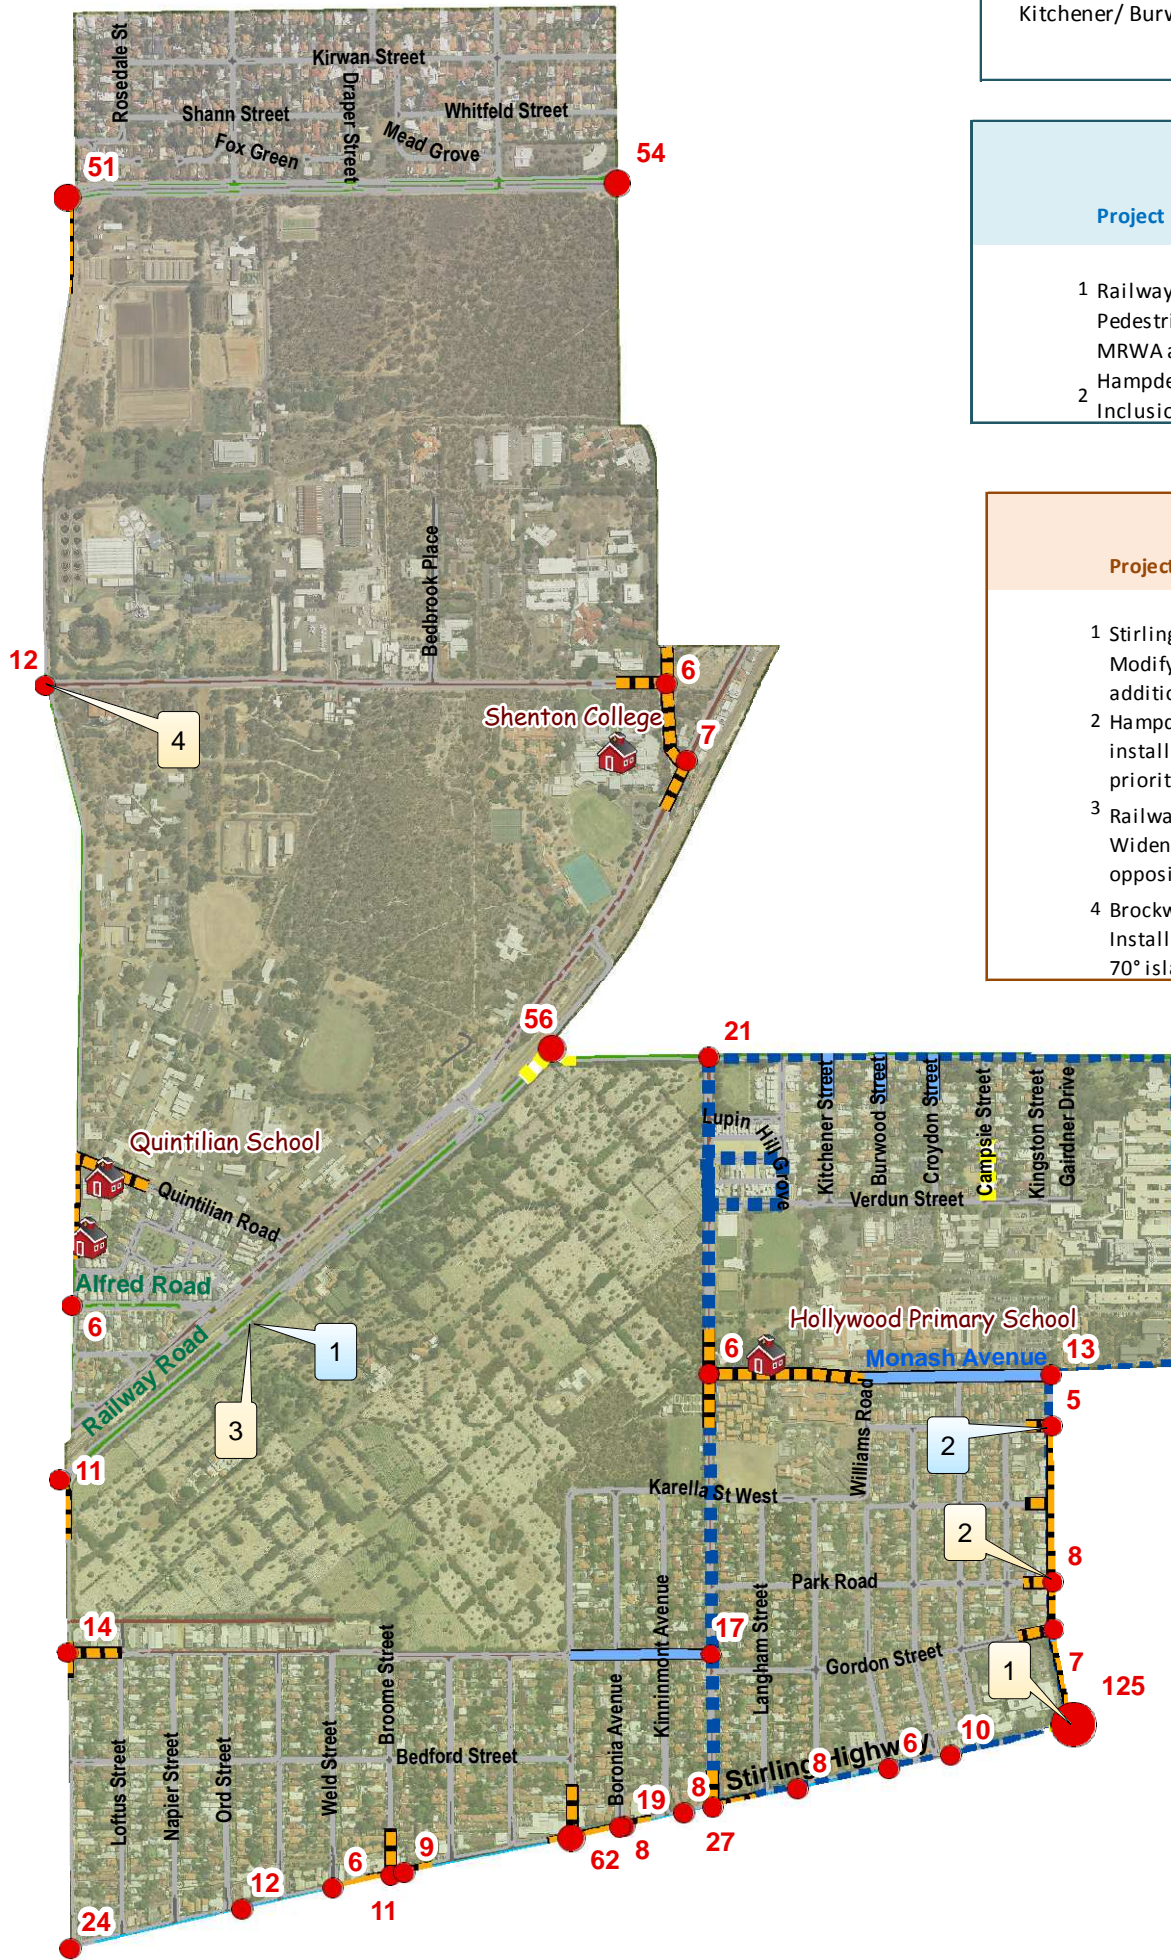 Kitchener/ Burw
Rosedale St
Kirwan Street
Draper Street
Shann Street
Whitfeld Street
Fox Green
Mead Grove
51
54
Project
1 Railway
Pedestri
MRWA a
Hampde
2 Inclusio
Project
1 Stirling
Modify
additio
2 Hampd
install
priorit
3 Railwa
Widen
opposi
4 Brockw
Install
70° isla
Bedbrook Place
12
6
4
Shenton College
7
56
21
Lupin Hill Grove
Kitchener Street
Burwood Street
Croydon Street
Campsie Street
Kingston Street
Gairdner Drive
Quintilian School
Quintilian Road
Verdun Street
Alfred Road
6
Railway Road
1
3
Hollywood Primary School
6
Monash Avenue
13
5
Williams Road
2
11
Karella St West
2
8
Park Road
14
Kinninmont Avenue
17
Langham Street
Gordon Street
7
1
125
Broome Street
Boronia Avenue
Bedford Street
Loftus Street
Napier Street
Ord Street
Weld Street
Stirling Highway
10
6
8
8
19
27
8
62
9
6
11
12
24